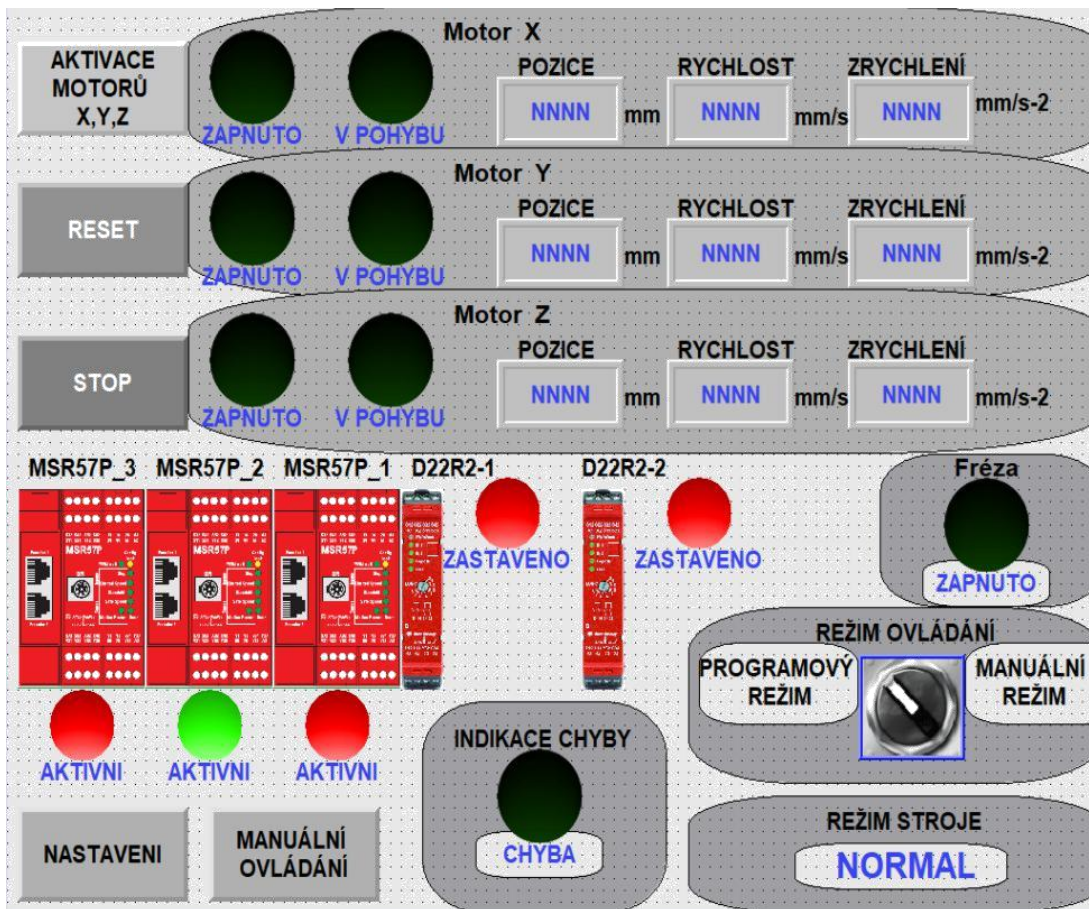 Motor X
AKTIVACE
MOTORŮ
X,Y,Z
POZICE RYCHLOST ZRYCHLENÍ
NNNN mm NNNN mm/s NNNN mm/s-2
ZAPNUTO V POHYBU
Motor Y
RESET
POZICE RYCHLOST ZRYCHLENÍ
NNNN mm NNNN mm/s NNNN mm/s-2
ZAPNUTO V POHYBU
Motor Z
STOP
POZICE RYCHLOST ZRYCHLENÍ
NNNN mm NNNN mm/s NNNN mm/s-2
ZAPNUTO V POHYBU
MSR57P_3 MSR57P_2 MSR57P_1 D22R2-1 D22R2-2 Fréza
MSR57P MSR57P MSR57P
ZASTAVENO ZASTAVENO
ZAPNUTO
REŽIM OVLÁDÁNÍ
PROGRAMOVÝ
REŽIM
MANUÁLNÍ
REŽIM
AKTIVNI AKTIVNI AKTIVNI
INDIKACE CHYBY
CHYBA
NASTAVENI
MANUÁLNÍ
OVLÁDÁNÍ
REŽIM STROJE
NORMAL